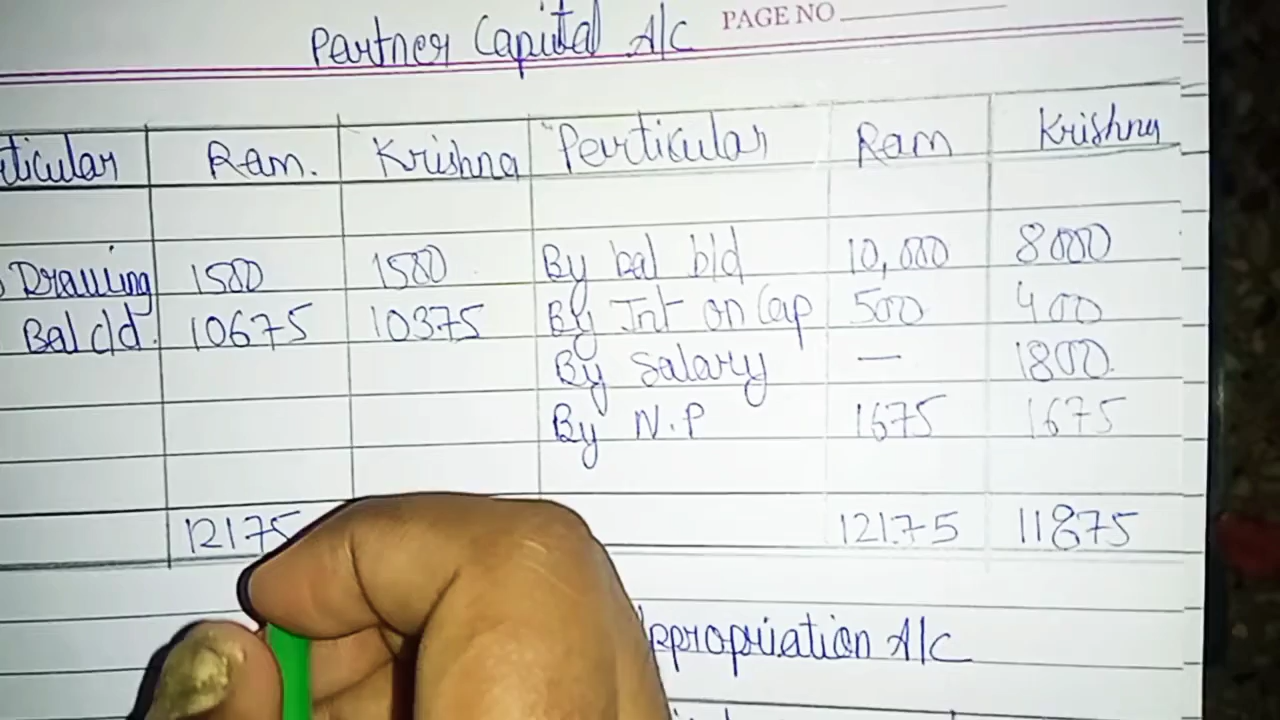 PAGE NO
Partner Capital A/c
ticular Ram. Krishna Perticular Ram Krishna
Drawing 1500 1500 By bal b/d 10,000 8000
Bal c/d. 10675 10375 By Int on Cap 500 400
By Salary — 1800
By N.P 1675 1675
12175 12175 11875
ppropriation A/c